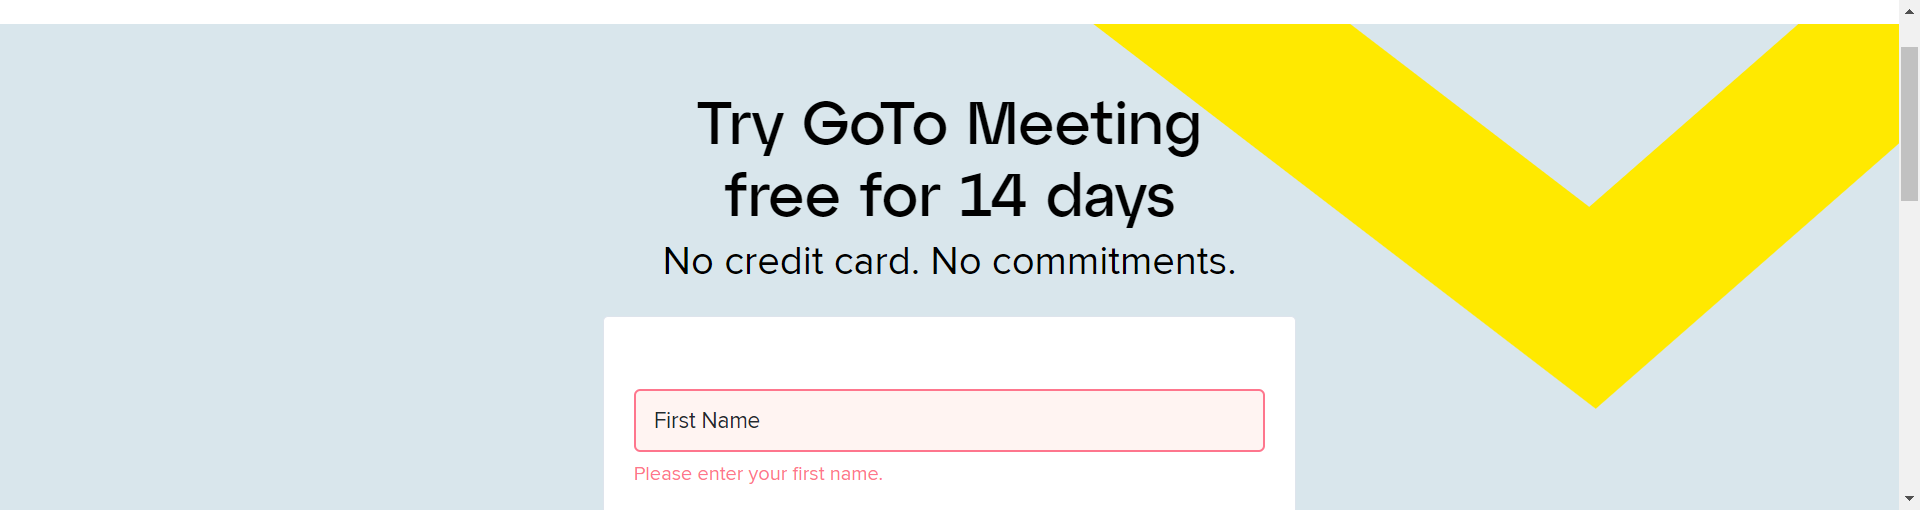 Try GoTo Meeting
free for 14 days
No credit card. No commitments.
First Name
Please enter your first name.